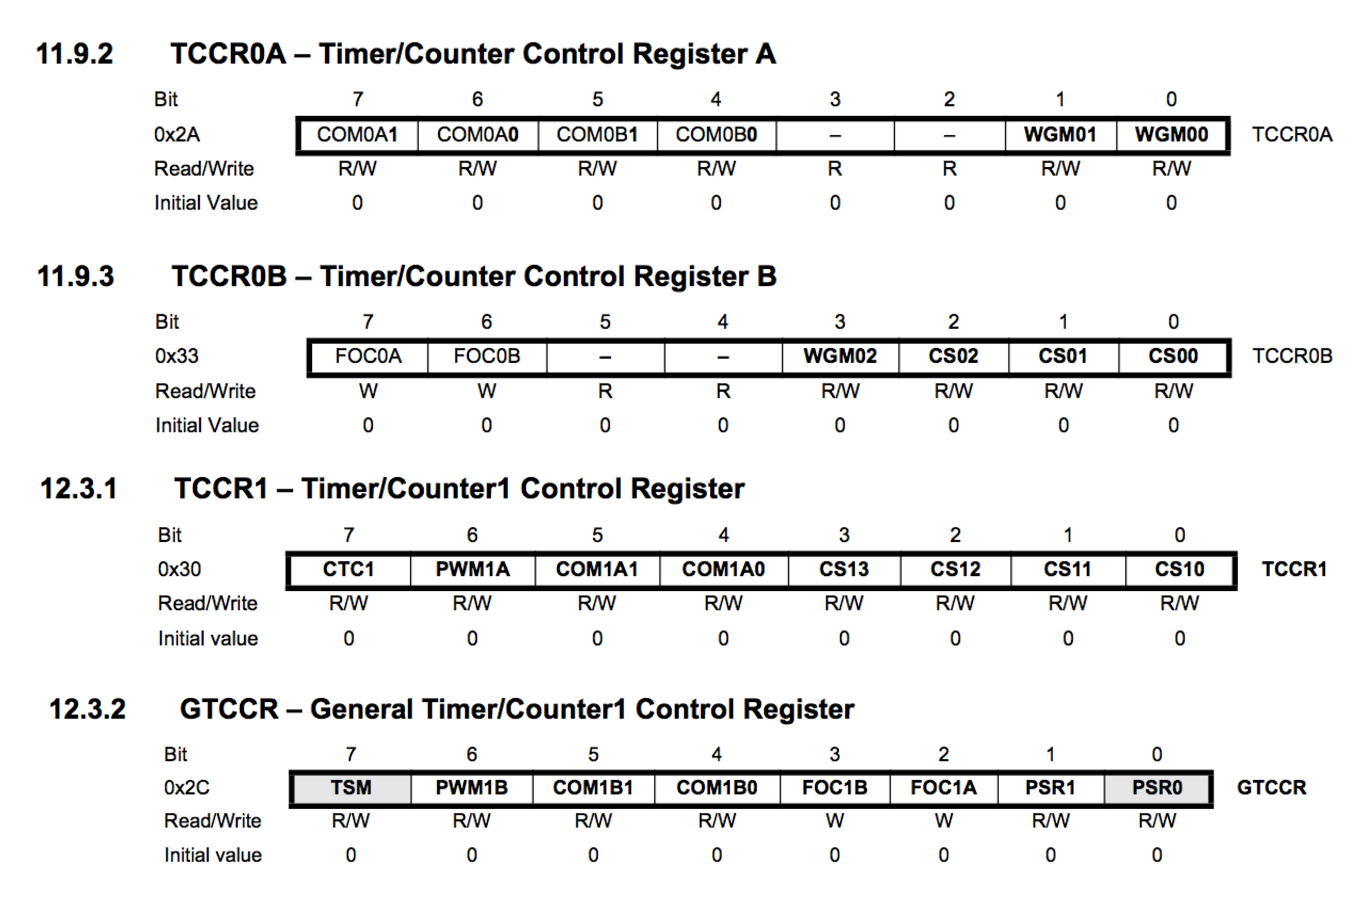 11.9.2 TCCR0A – Timer/Counter Control Register A
Bit 7 6 5 4 3 2 1 0
0x2A COM0A1 COM0A0 COM0B1 COM0B0 – – WGM01 WGM00 TCCR0A
Read/Write R/W R/W R/W R/W R R R/W R/W
Initial Value 0 0 0 0 0 0 0 0
11.9.3 TCCR0B – Timer/Counter Control Register B
Bit 7 6 5 4 3 2 1 0
0x33 FOC0A FOC0B – – WGM02 CS02 CS01 CS00 TCCR0B
Read/Write W W R R R/W R/W R/W R/W
Initial Value 0 0 0 0 0 0 0 0
12.3.1 TCCR1 – Timer/Counter1 Control Register
Bit 7 6 5 4 3 2 1 0
0x30 CTC1 PWM1A COM1A1 COM1A0 CS13 CS12 CS11 CS10 TCCR1
Read/Write R/W R/W R/W R/W R/W R/W R/W R/W
Initial value 0 0 0 0 0 0 0 0
12.3.2 GTCCR – General Timer/Counter1 Control Register
Bit 7 6 5 4 3 2 1 0
0x2C TSM PWM1B COM1B1 COM1B0 FOC1B FOC1A PSR1 PSR0 GTCCR
Read/Write R/W R/W R/W R/W W W R/W R/W
Initial value 0 0 0 0 0 0 0 0